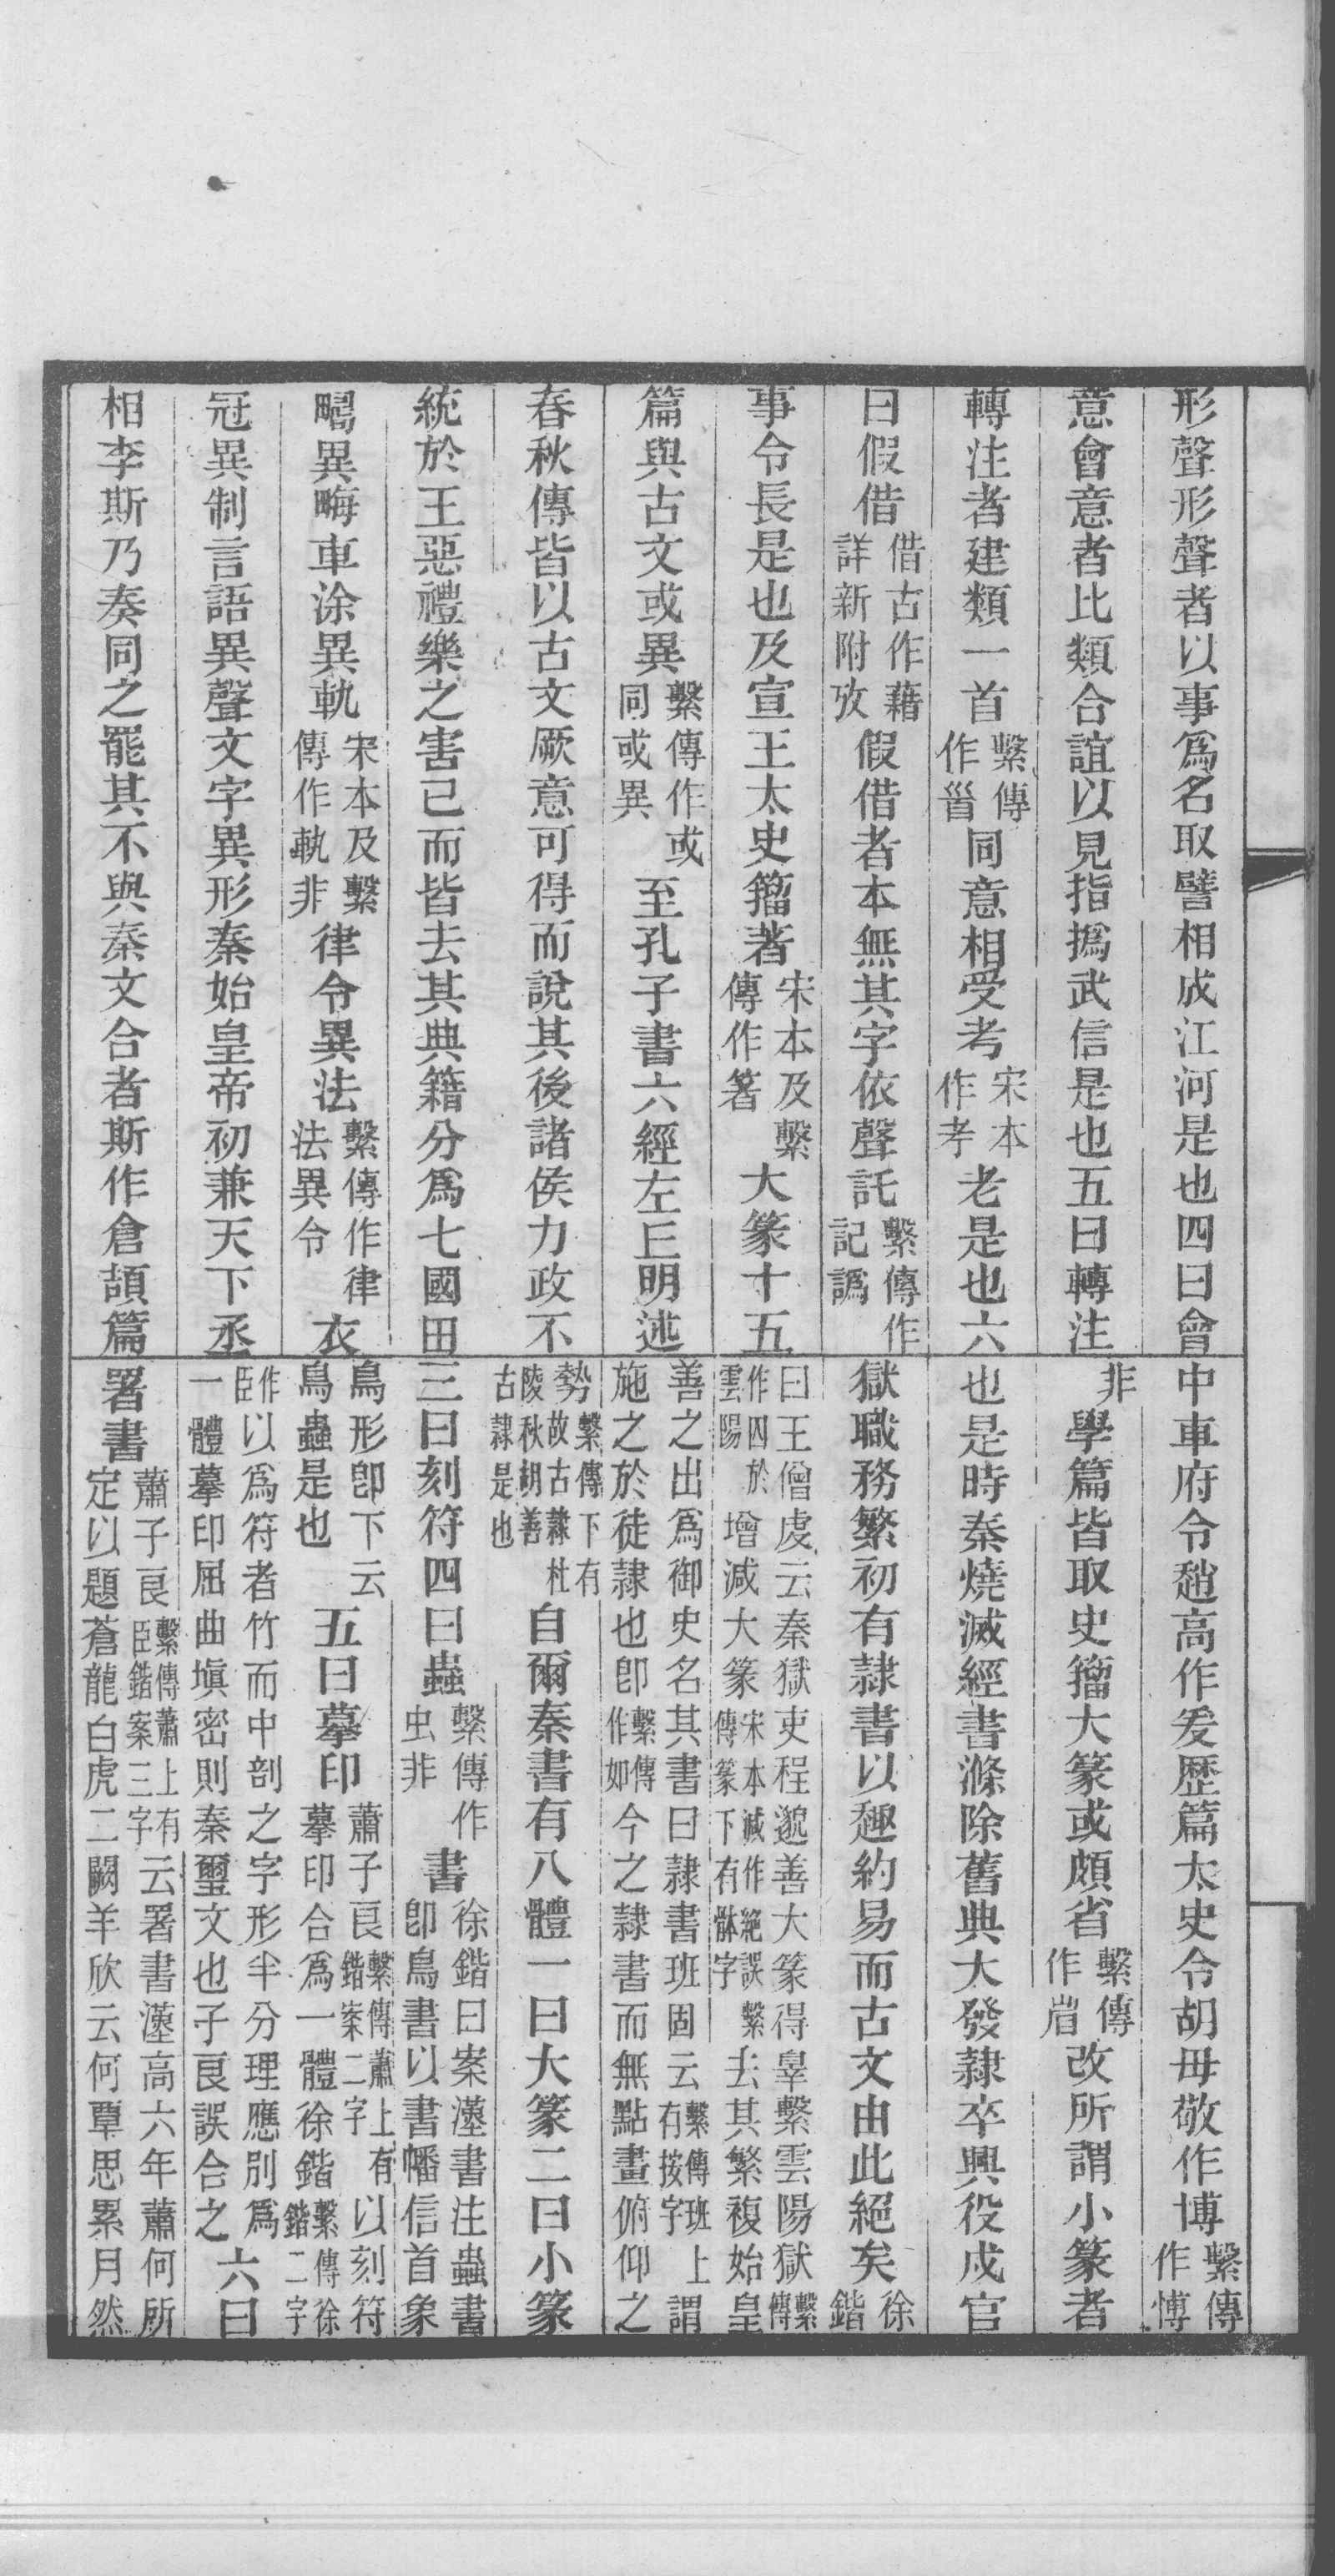 形聲形聲者以事爲名取譬相成江河是也四曰會
意會意者比類合誼以見指撝武信是也五曰轉注
轉注者建類一首繫傳作𦣻同意相受考宋本作孝老是也六
曰假借借古作藉詳新附攷假借者本無其字依聲託繫傳作記譌
事令長是也及宣王太史籀著宋本及繫傳作箸大篆十五
篇與古文或異繫傳作或同或異至孔子書六經左丘明述
春秋傳皆以古文厥意可得而說其後諸侯力政不
統於王惡禮樂之害己而皆去其典籍分爲七國田
異畮車涂異軌宋本及繫傳作非律令異法繫傳作律法異令衣
冠異制言語異聲文字異形秦始皇帝初兼天下丞
相李斯乃奏同之罷其不與秦文合者斯作倉頡篇
中車府令趙高作爰歴篇太史令胡毋敬作博繫傳作愽
非學篇皆取史籀大篆或頗省繫傳作改所謂小篆者
也是時秦燒滅經書滌除舊典大發隸卒興役戍官
獄職務繁初有隸書以趣約易而古文由此絕矣徐鍇
曰王僧虔云秦獄吏程邈善大篆得辠繫雲陽獄繫傳作囚於雲陽增減大篆宋本減作絕誤繫傳篆下有體字去其繁複始皇
善之出爲御史名其書曰隸書班固云繫傳班上有按字謂施之於徒隸也卽繫傳作如今之隸書而無點畫俯仰之
勢繫傳下有故古隸杜陵秋胡善古隸是也自爾秦書有八體一曰大篆二曰小篆
三曰刻符四曰蟲繫傳作虫非書徐鍇曰案漢書注蟲書卽鳥書以書幡信首象
鳥形卽下云鳥蟲是也五曰摹印蕭子良繫傳蕭上有鍇案二字以刻符摹印合爲一體徐鍇繫傳徐鍇二字
作臣以爲符者竹而中剖之字形半分理應別爲一體摹印屈曲塡密則秦璽文也子良誤合之六曰
署書蕭子良繫傳蕭上有臣鍇案三字云署書漢高六年蕭何所定以題蒼龍白虎二闕羊欣云何覃思累月然